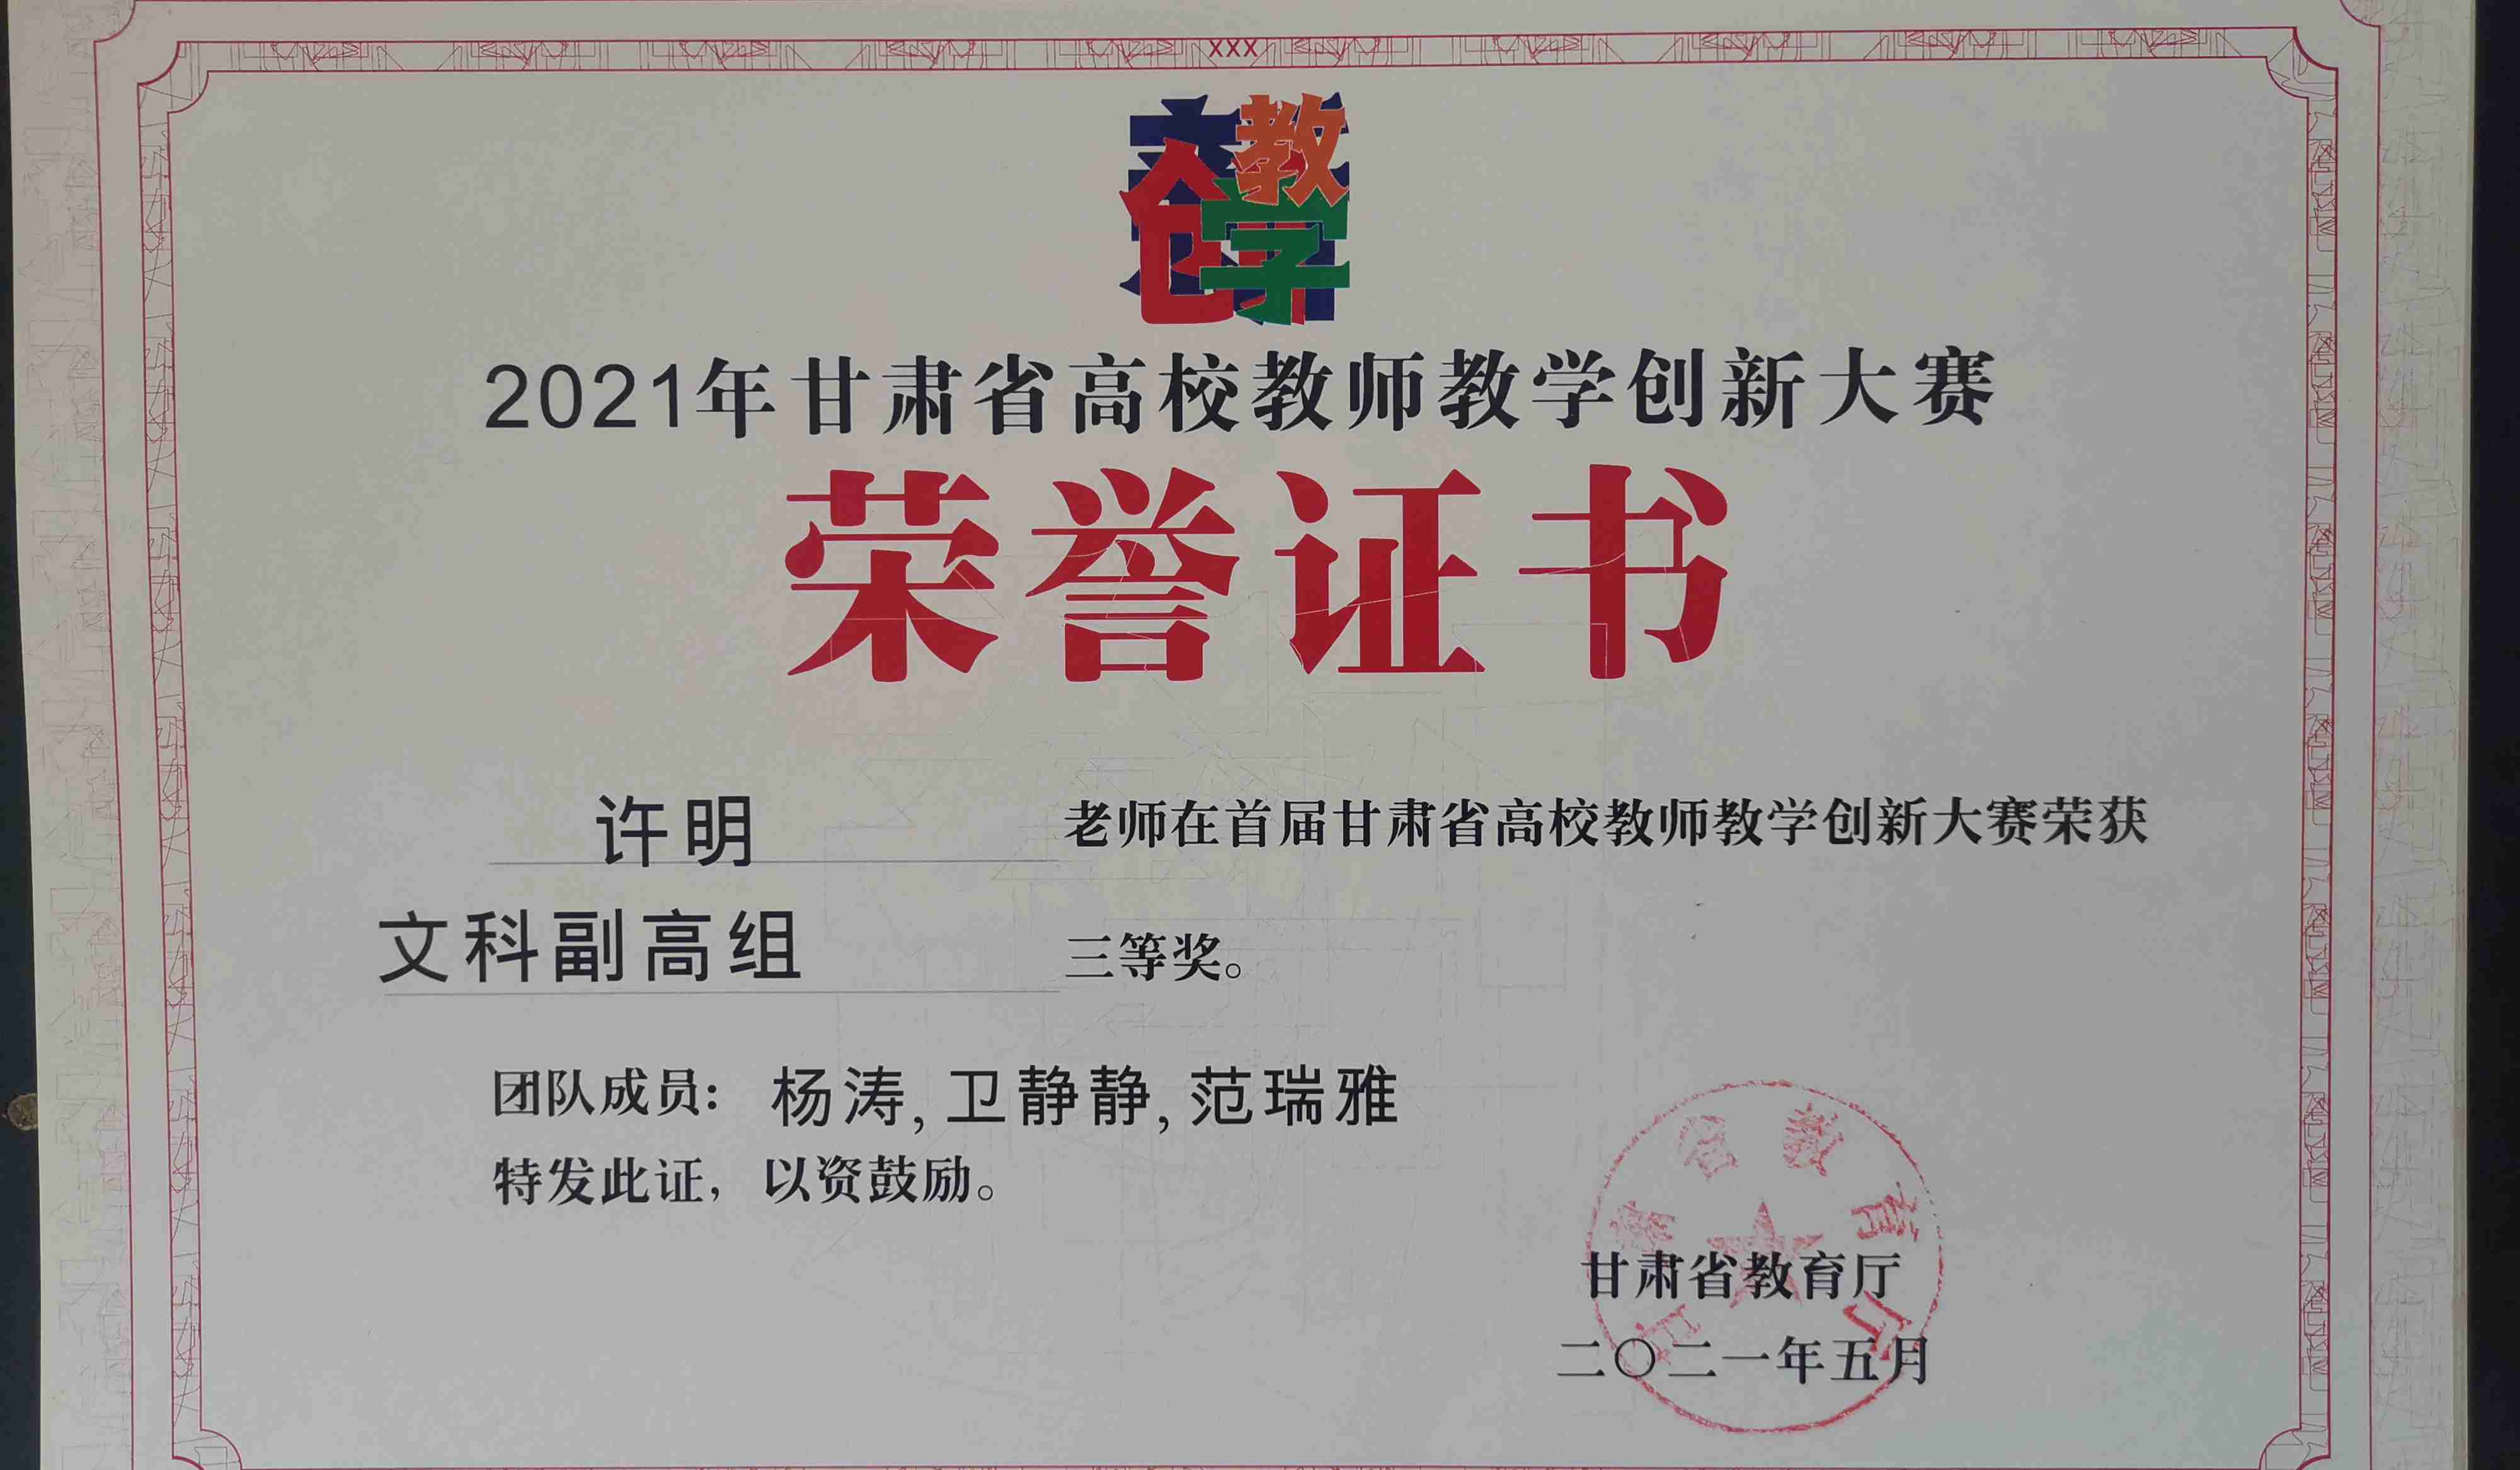 教
创
学
2021年甘肃省高校教师教学创新大赛
荣誉证书
许明 老师在首届甘肃省高校教师教学创新大赛荣获
文科副高组 三等奖。
团队成员： 杨涛,卫静静,范瑞雅
特发此证，以资鼓励。
甘肃省教育厅
二〇二一年五月